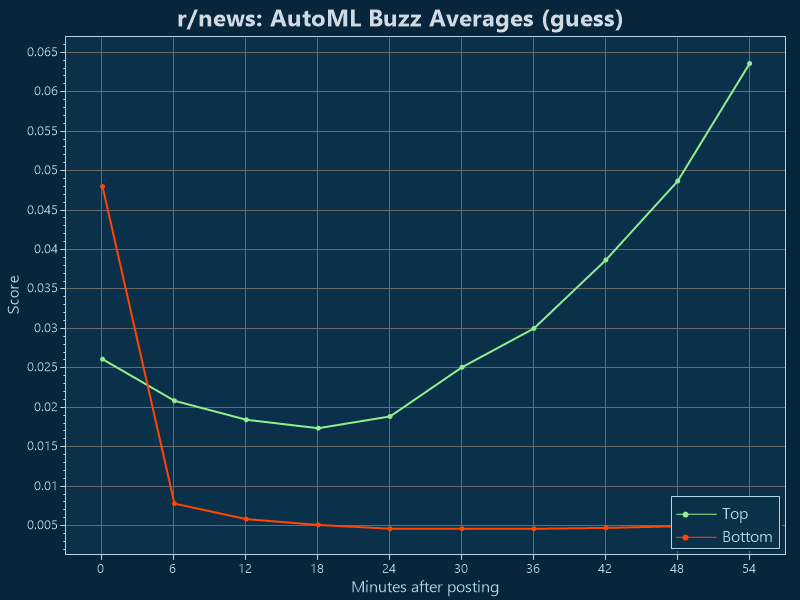 r/news: AutoML Buzz Averages (guess)
0.065
0.06
0.055
0.05
0.045
0.04
0.035
0.03
0.025
0.02
0.015
0.01
0.005
Score
0 6 12 18 24 30 36 42 48 54
Minutes after posting
Top
Bottom